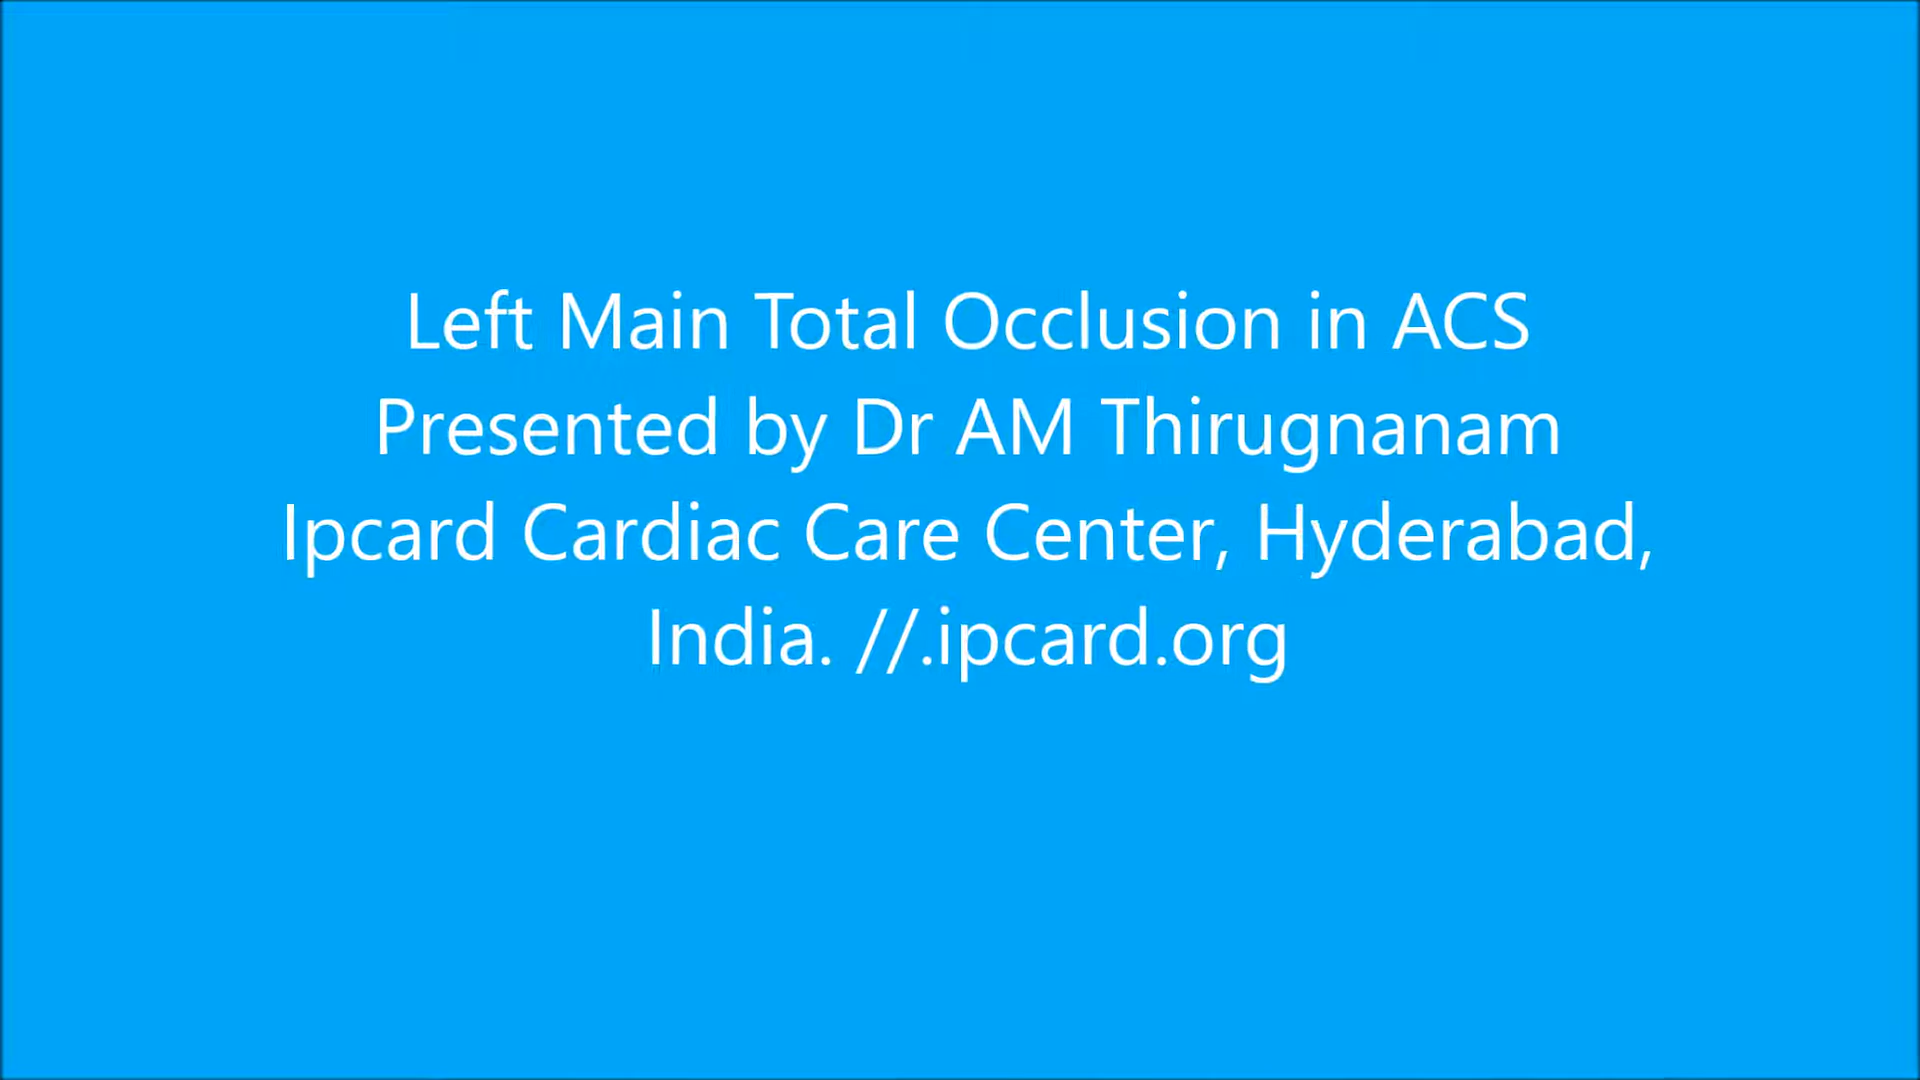 Left Main Total Occlusion in ACS
Presented by Dr AM Thirugnanam
Ipcard Cardiac Care Center, Hyderabad,
India. //.ipcard.org